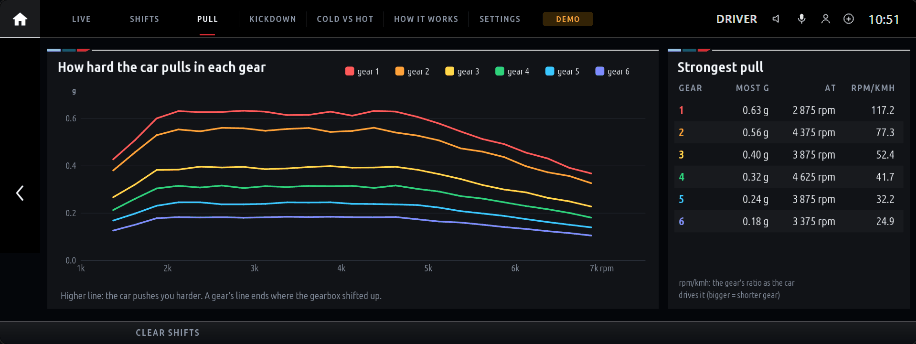 LIVE SHIFTS PULL KICKDOWN COLD VS HOT HOW IT WORKS SETTINGS DEMO DRIVER 10:51
How hard the car pulls in each gear
gear 1 gear 2 gear 3 gear 4 gear 5 gear 6
g
0.6
0.4
0.2
0.0
1k 2k 3k 4k 5k 6k 7k rpm
Higher line: the car pushes you harder. A gear's line ends where the gearbox shifted up.
Strongest pull
GEAR MOST G AT RPM/KMH
1 0.63 g 2 875 rpm 117.2
2 0.56 g 4 375 rpm 77.3
3 0.40 g 3 875 rpm 52.4
4 0.32 g 4 625 rpm 41.7
5 0.24 g 3 875 rpm 32.2
6 0.18 g 3 375 rpm 24.9
rpm/kmh: the gear's ratio as the car
drives it (bigger = shorter gear)
CLEAR SHIFTS